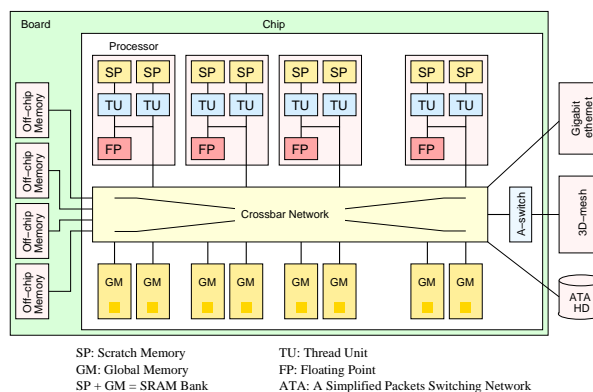 Board
Chip
Processor
SP SP SP SP SP SP SP SP
TU TU TU TU TU TU TU TU
FP FP FP FP
Off-chip Memory
Off-chip Memory
Off-chip Memory
Off-chip Memory
Crossbar Network
GM GM GM GM GM GM GM GM
Gigabit ethernet
A-switch
3D-mesh
ATA
HD
SP: Scratch Memory
TU: Thread Unit
GM: Global Memory
FP: Floating Point
SP + GM = SRAM Bank
ATA: A Simplified Packets Switching Network